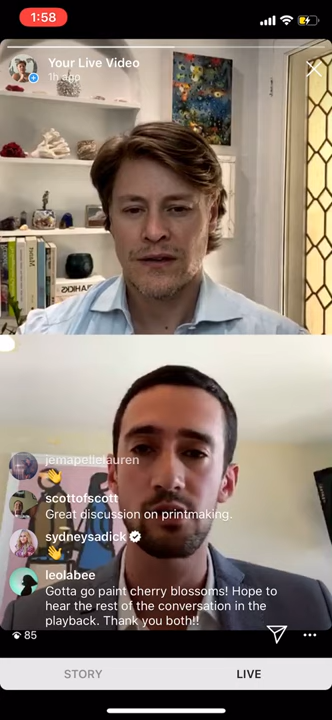 1:58
Your Live Video
1h ago
jemapellelauren
👋
scottofscott
Great discussion on printmaking.
sydneysadick
👋
leolabee
Gotta go paint cherry blossoms! Hope to
hear the rest of the conversation in the
playback. Thank you both!!
85
STORY
LIVE